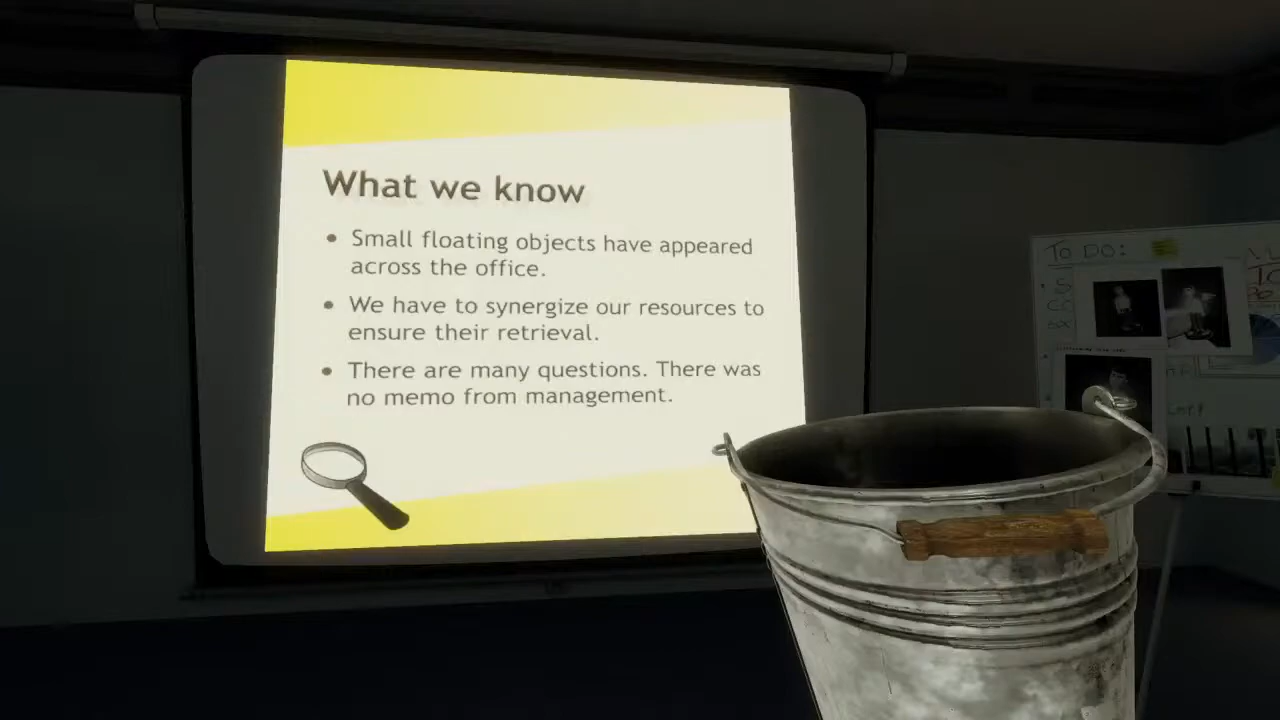 What we know
• Small floating objects have appeared
across the office.
• We have to synergize our resources to
ensure their retrieval.
• There are many questions. There was
no memo from management.
TO DO: